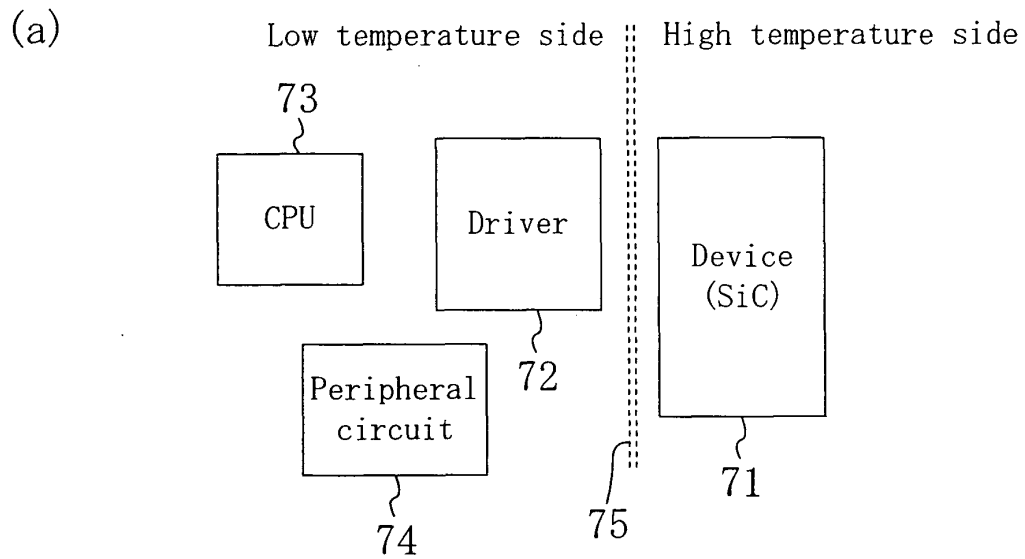 (a)
Low temperature side
High temperature side
73
CPU
Driver
Device
(SiC)
72
Peripheral
circuit
71
75
74